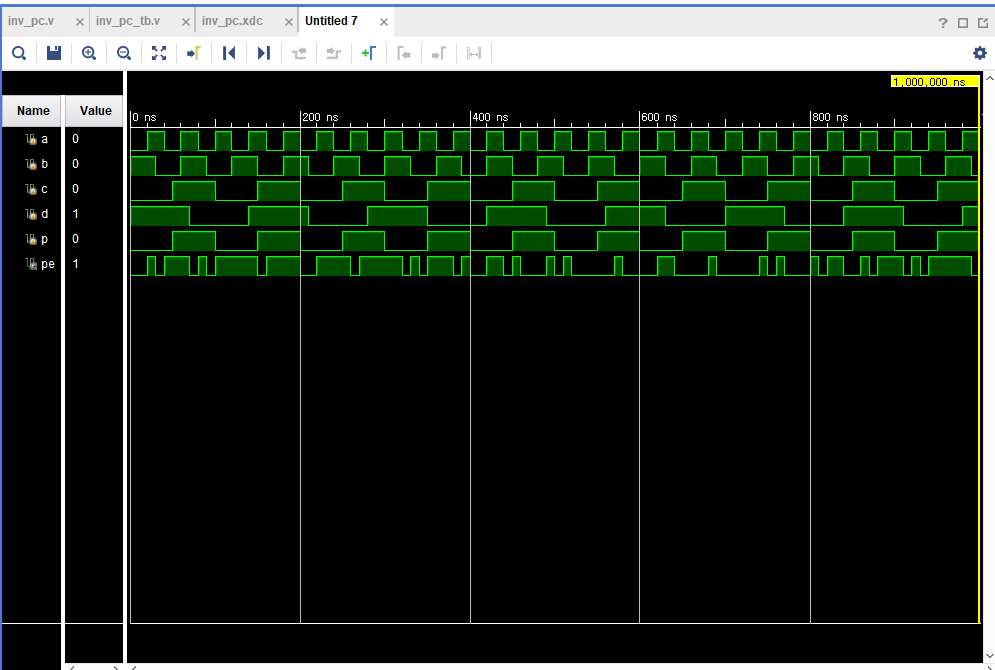 inv_pc.v × inv_pc_tb.v × inv_pc.xdc × Untitled 7 ×
?
1,000,000 ns
Name Value
0 ns 200 ns 400 ns 600 ns 800 ns
a 0
b 0
c 0
d 1
p 0
pe 1